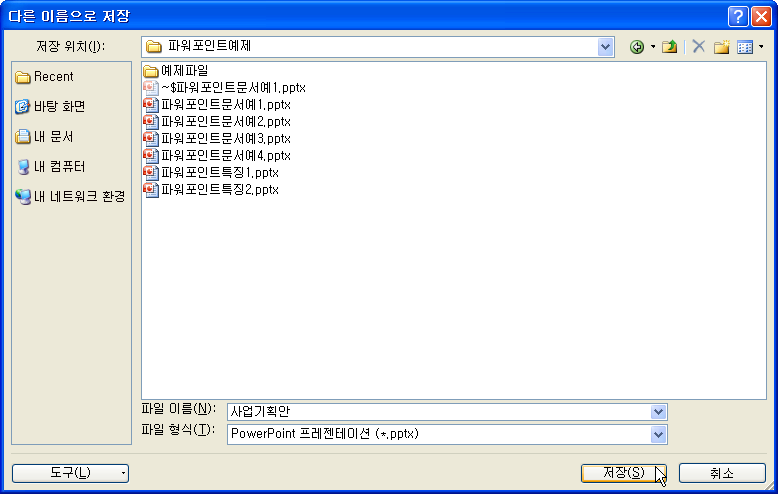 다른 이름으로 저장
저장 위치(I):
파워포인트예제
Recent
바탕 화면
내 문서
내 컴퓨터
내 네트워크 환경
예제파일
~$파워포인트문서예1.pptx
파워포인트문서예1.pptx
파워포인트문서예2.pptx
파워포인트문서예3.pptx
파워포인트문서예4.pptx
파워포인트특징1.pptx
파워포인트특징2.pptx
파일 이름(N):
사업기획안
파일 형식(T):
PowerPoint 프레젠테이션 (*.pptx)
도구(L)
저장(S)
취소